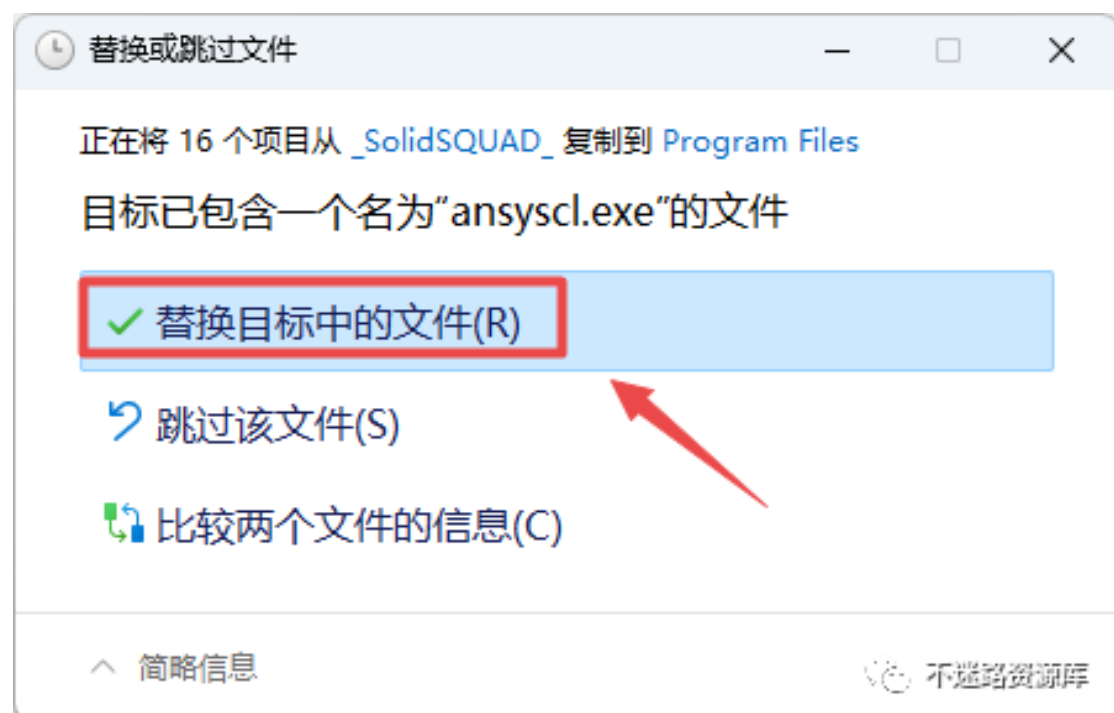 替换或跳过文件
正在将 16 个项目从 _SolidSQUAD_ 复制到 Program Files
目标已包含一个名为"ansyscl.exe"的文件
替换目标中的文件(R)
跳过该文件(S)
比较两个文件的信息(C)
简略信息
不迷路资源库